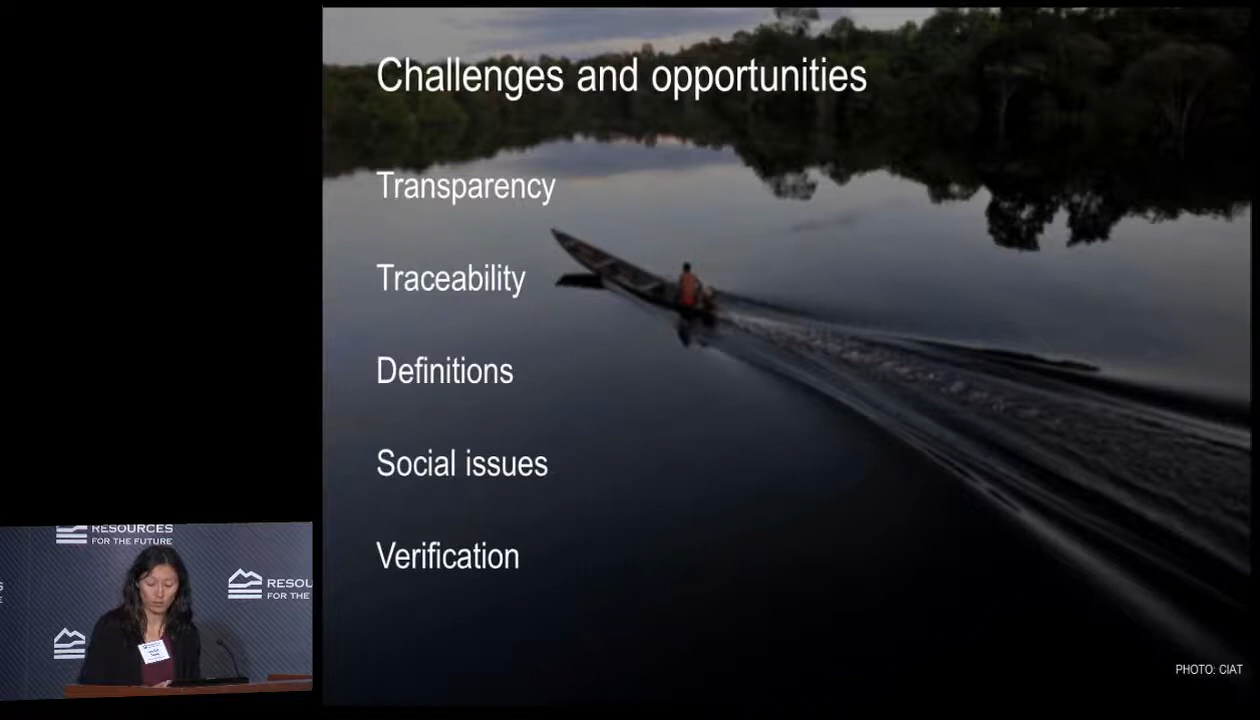 Challenges and opportunities
Transparency
Traceability
Definitions
Social issues
Verification
PHOTO: CIAT
RESOURCES
FOR THE FUTURE
RESOU
FOR THE